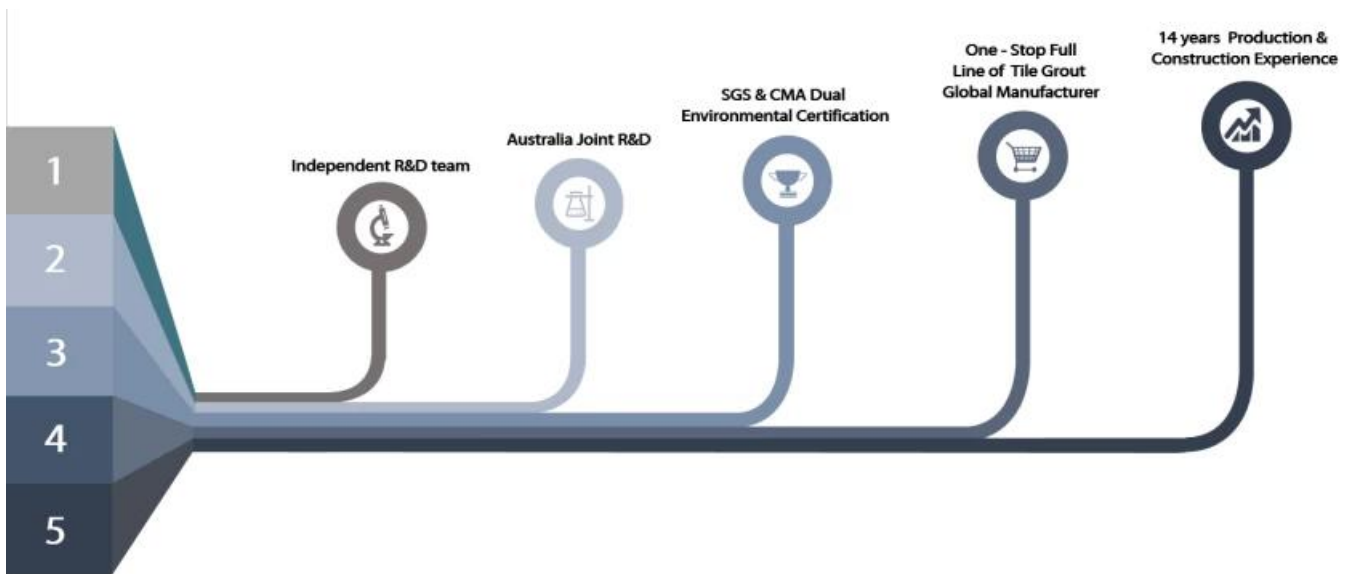 1
2
3
4
5
Independent R&D team
Australia Joint R&D
SGS & CMA Dual
Environmental Certification
One - Stop Full
Line of Tile Grout
Global Manufacturer
14 years Production &
Construction Experience